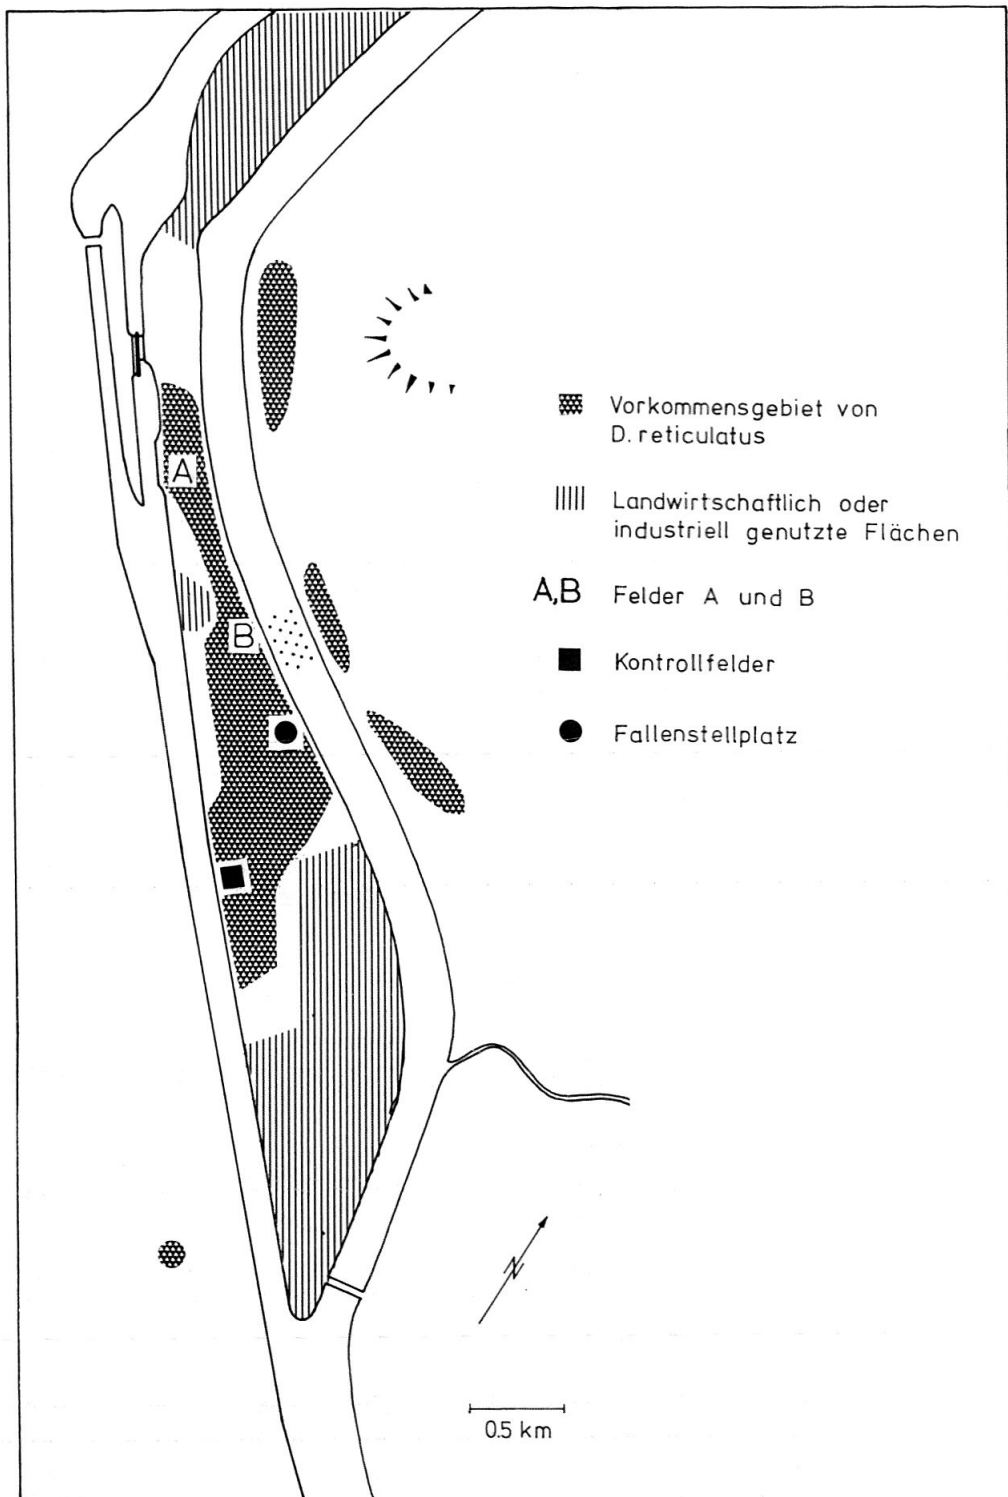 A
B
Vorkommensgebiet von
D. reticulatus
Landwirtschaftlich oder
industriell genutzte Flächen
A,B Felder A und B
Kontrollfelder
Fallenstellplatz
N
0.5 km